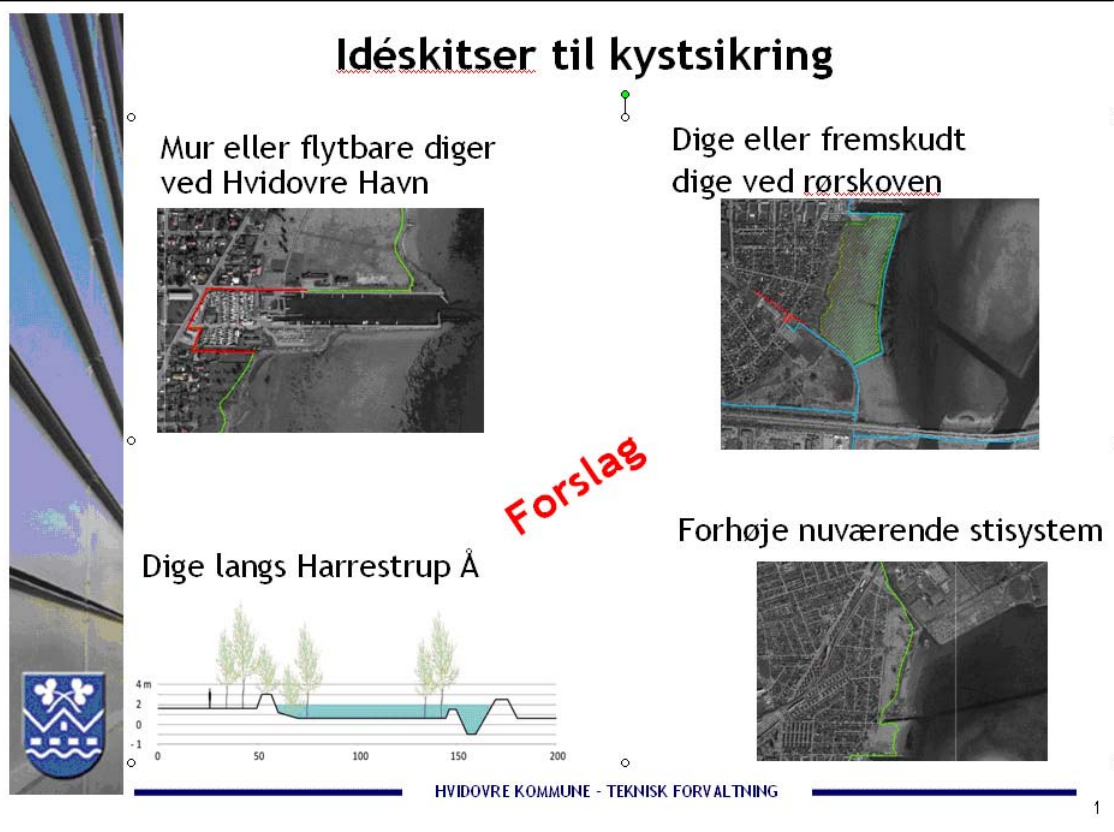 Idéskitser til kystsikring
Mur eller flytbare diger
ved Hvidovre Havn
Dige eller fremskudt
dige ved rørskoven
Forslag
Dige langs Harrestrup Å
4 m
2
0
- 1
0
50
100
150
200
Forhøje nuværende stisystem
HVIDOVRE KOMMUNE - TEKNISK FORVALTNING
1